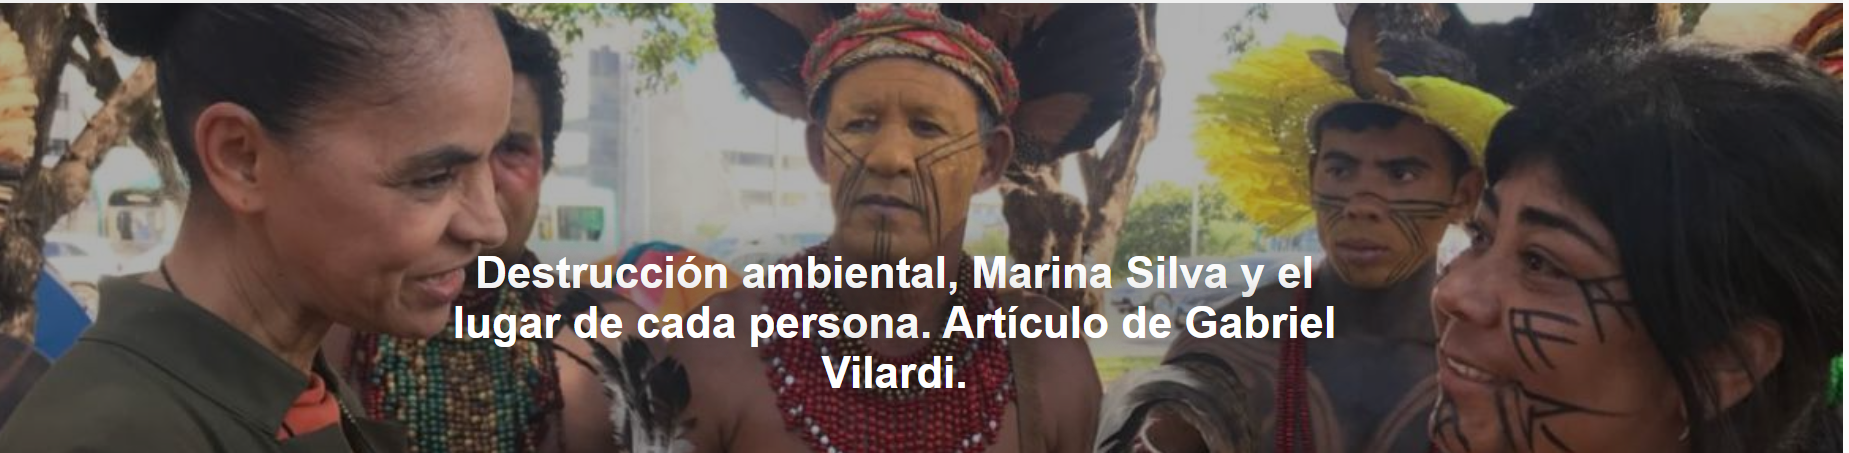 Destrucción ambiental, Marina Silva y el
lugar de cada persona. Artículo de Gabriel
Vilardi.